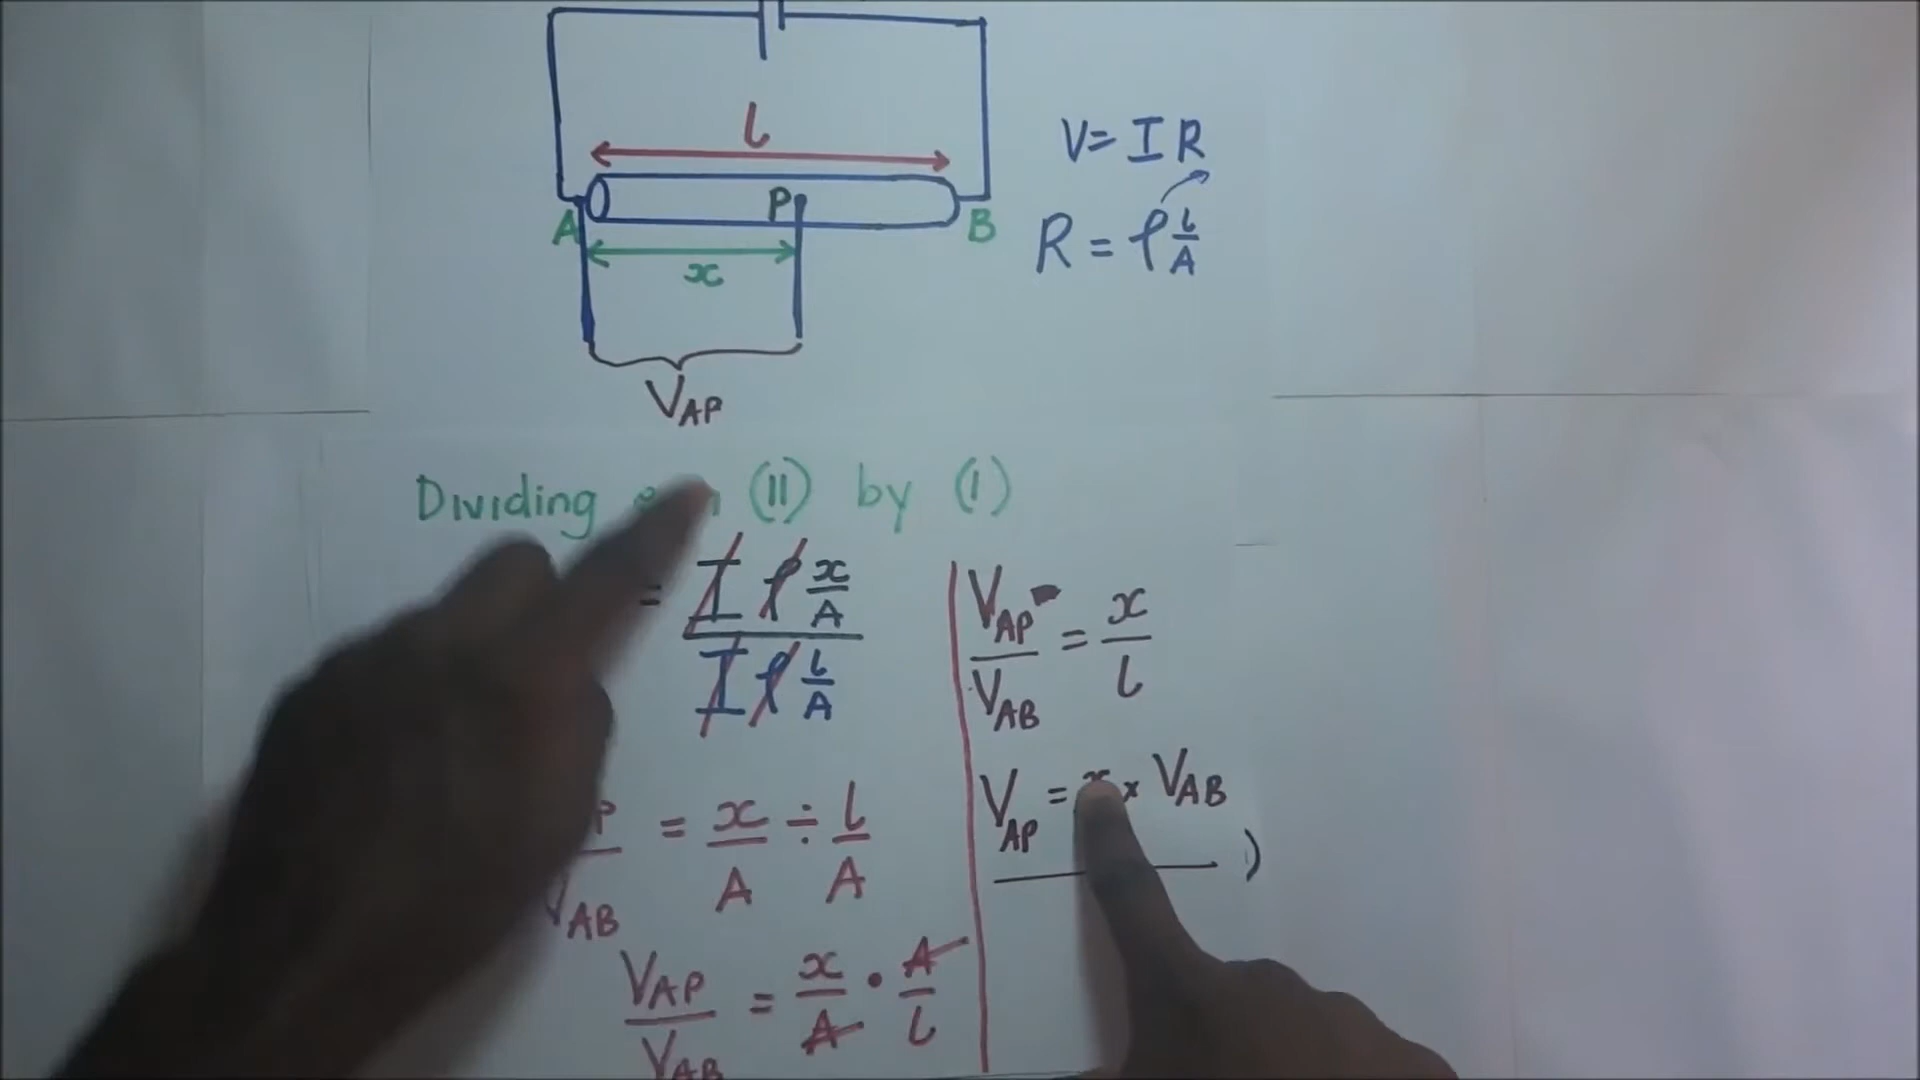 l
P
A
B
x
V_AP
V = I R
R = ρ l/A
Dividing (II) by (I)
= I ρ x/A / I ρ l/A
V_AB = x/A ÷ l/A
V_AP/V_AB = x/A · A/l
V_AP/V_AB = x/l
V_AP = x × V_AB